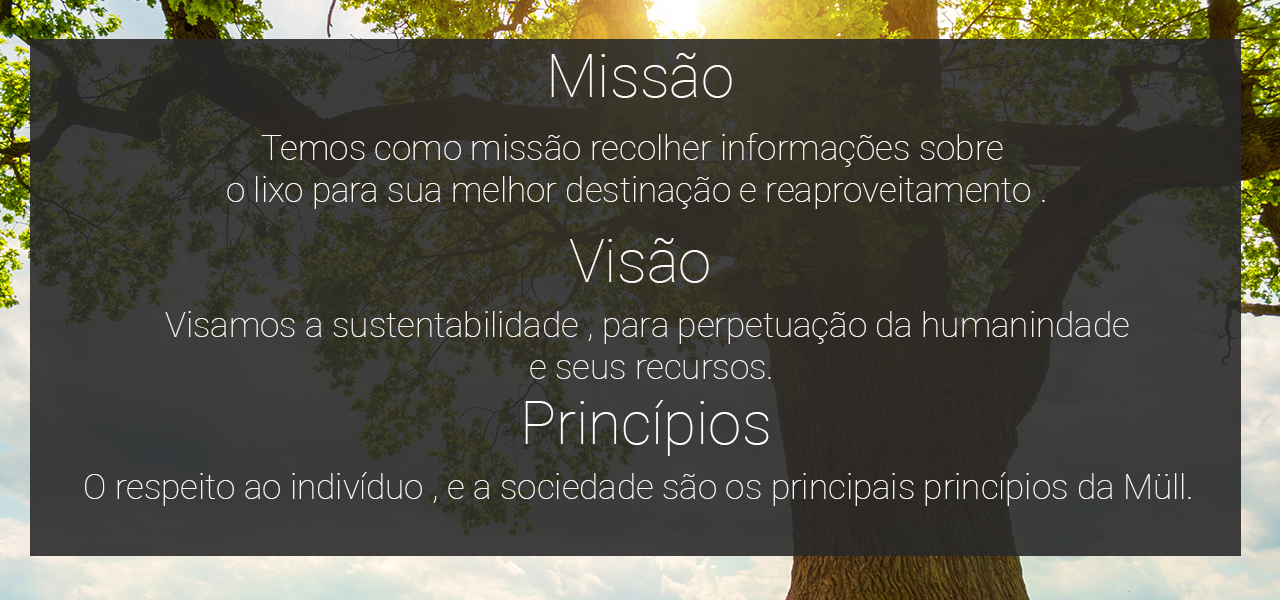 Missão
Temos como missão recolher informações sobre
o lixo para sua melhor destinação e reaproveitamento .
Visão
Visamos a sustentabilidade , para perpetuação da humanindade
e seus recursos.
Princípios
O respeito ao indivíduo , e a sociedade são os principais princípios da Müll.